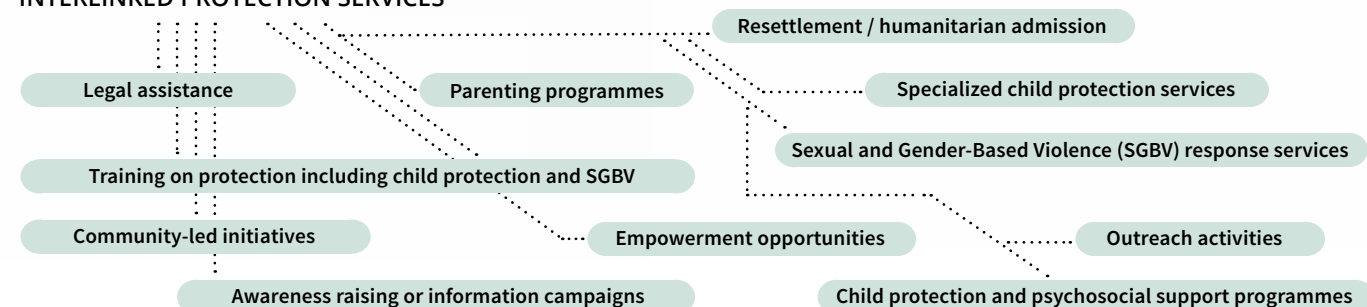 INTERLINKED PROTECTION SERVICES
Resettlement / humanitarian admission
Legal assistance
Parenting programmes
Specialized child protection services
Sexual and Gender-Based Violence (SGBV) response services
Training on protection including child protection and SGBV
Community-led initiatives
Empowerment opportunities
Outreach activities
Awareness raising or information campaigns
Child protection and psychosocial support programmes